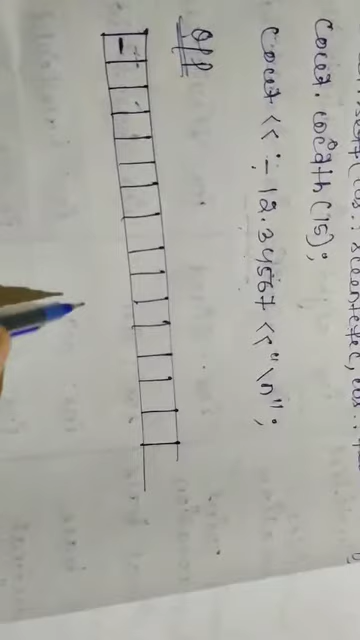 cout.setf(ios::scientific, ios::
cout.width(15);
cout << -12.34567 << "\n";
O/P
-